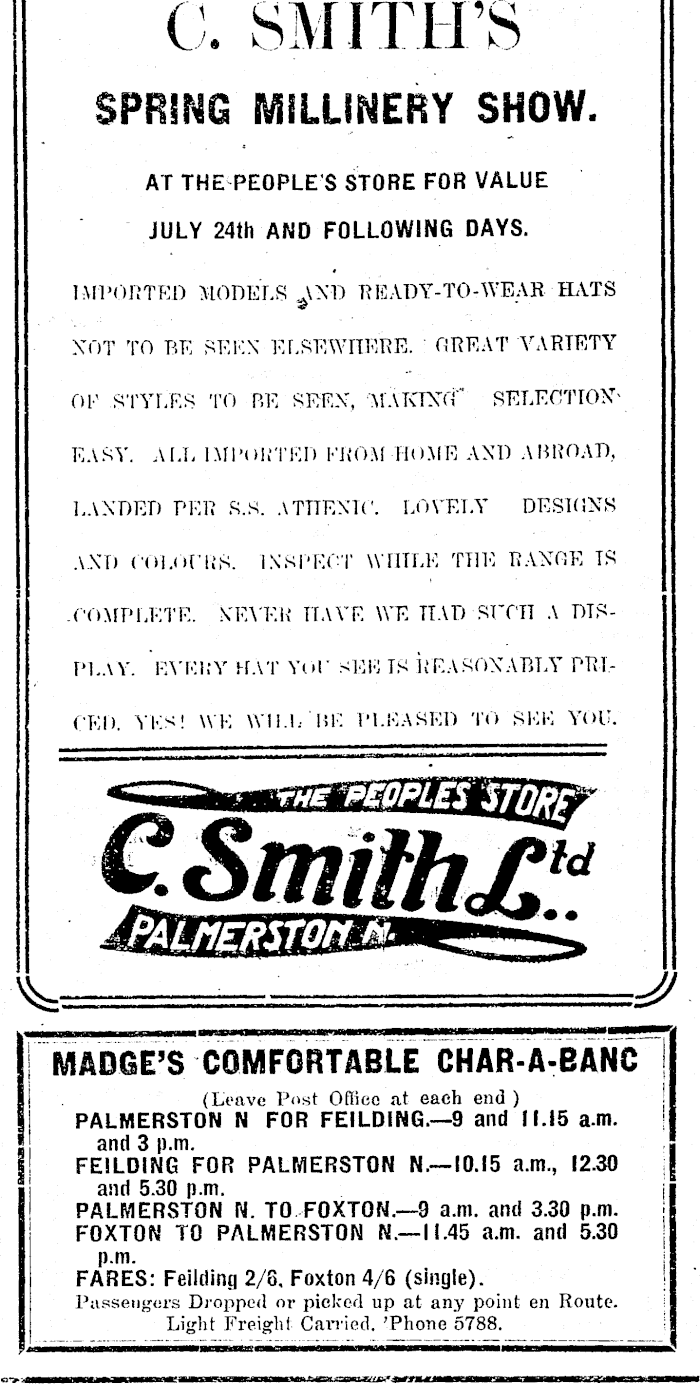 C. SMITH'S
SPRING MILLINERY SHOW.
AT THE PEOPLE'S STORE FOR VALUE
JULY 24th AND FOLLOWING DAYS.
IMPORTED MODELS AND READY-TO-WEAR HATS
NOT TO BE SEEN ELSEWHERE. GREAT VARIETY
OF STYLES TO BE SEEN, MAKING SELECTION
EASY. ALL IMPORTED FROM HOME AND ABROAD,
LANDED PER S.S. ATHENIC. LOVELY DESIGNS
AND COLOURS. INSPECT WHILE THE RANGE IS
COMPLETE. NEVER HAVE WE HAD SUCH A DIS-
PLAY. EVERY HAT YOU SEE IS REASONABLY PRI-
CED. YES! WE WILL BE PLEASED TO SEE YOU.
THE PEOPLES STORE
C. Smith Ltd..
PALMERSTON N.
MADGE'S COMFORTABLE CHAR-A-BANC
(Leave Post Office at each end)
PALMERSTON N FOR FEILDING.—9 and 11.15 a.m.
and 3 p.m.
FEILDING FOR PALMERSTON N.—10.15 a.m., 12.30
and 5.30 p.m.
PALMERSTON N. TO FOXTON.—9 a.m. and 3.30 p.m.
FOXTON TO PALMERSTON N.—11.45 a.m. and 5.30
p.m.
FARES: Feilding 2/6, Foxton 4/6 (single).
Passengers Dropped or picked up at any point en Route.
Light Freight Carried, 'Phone 5788.